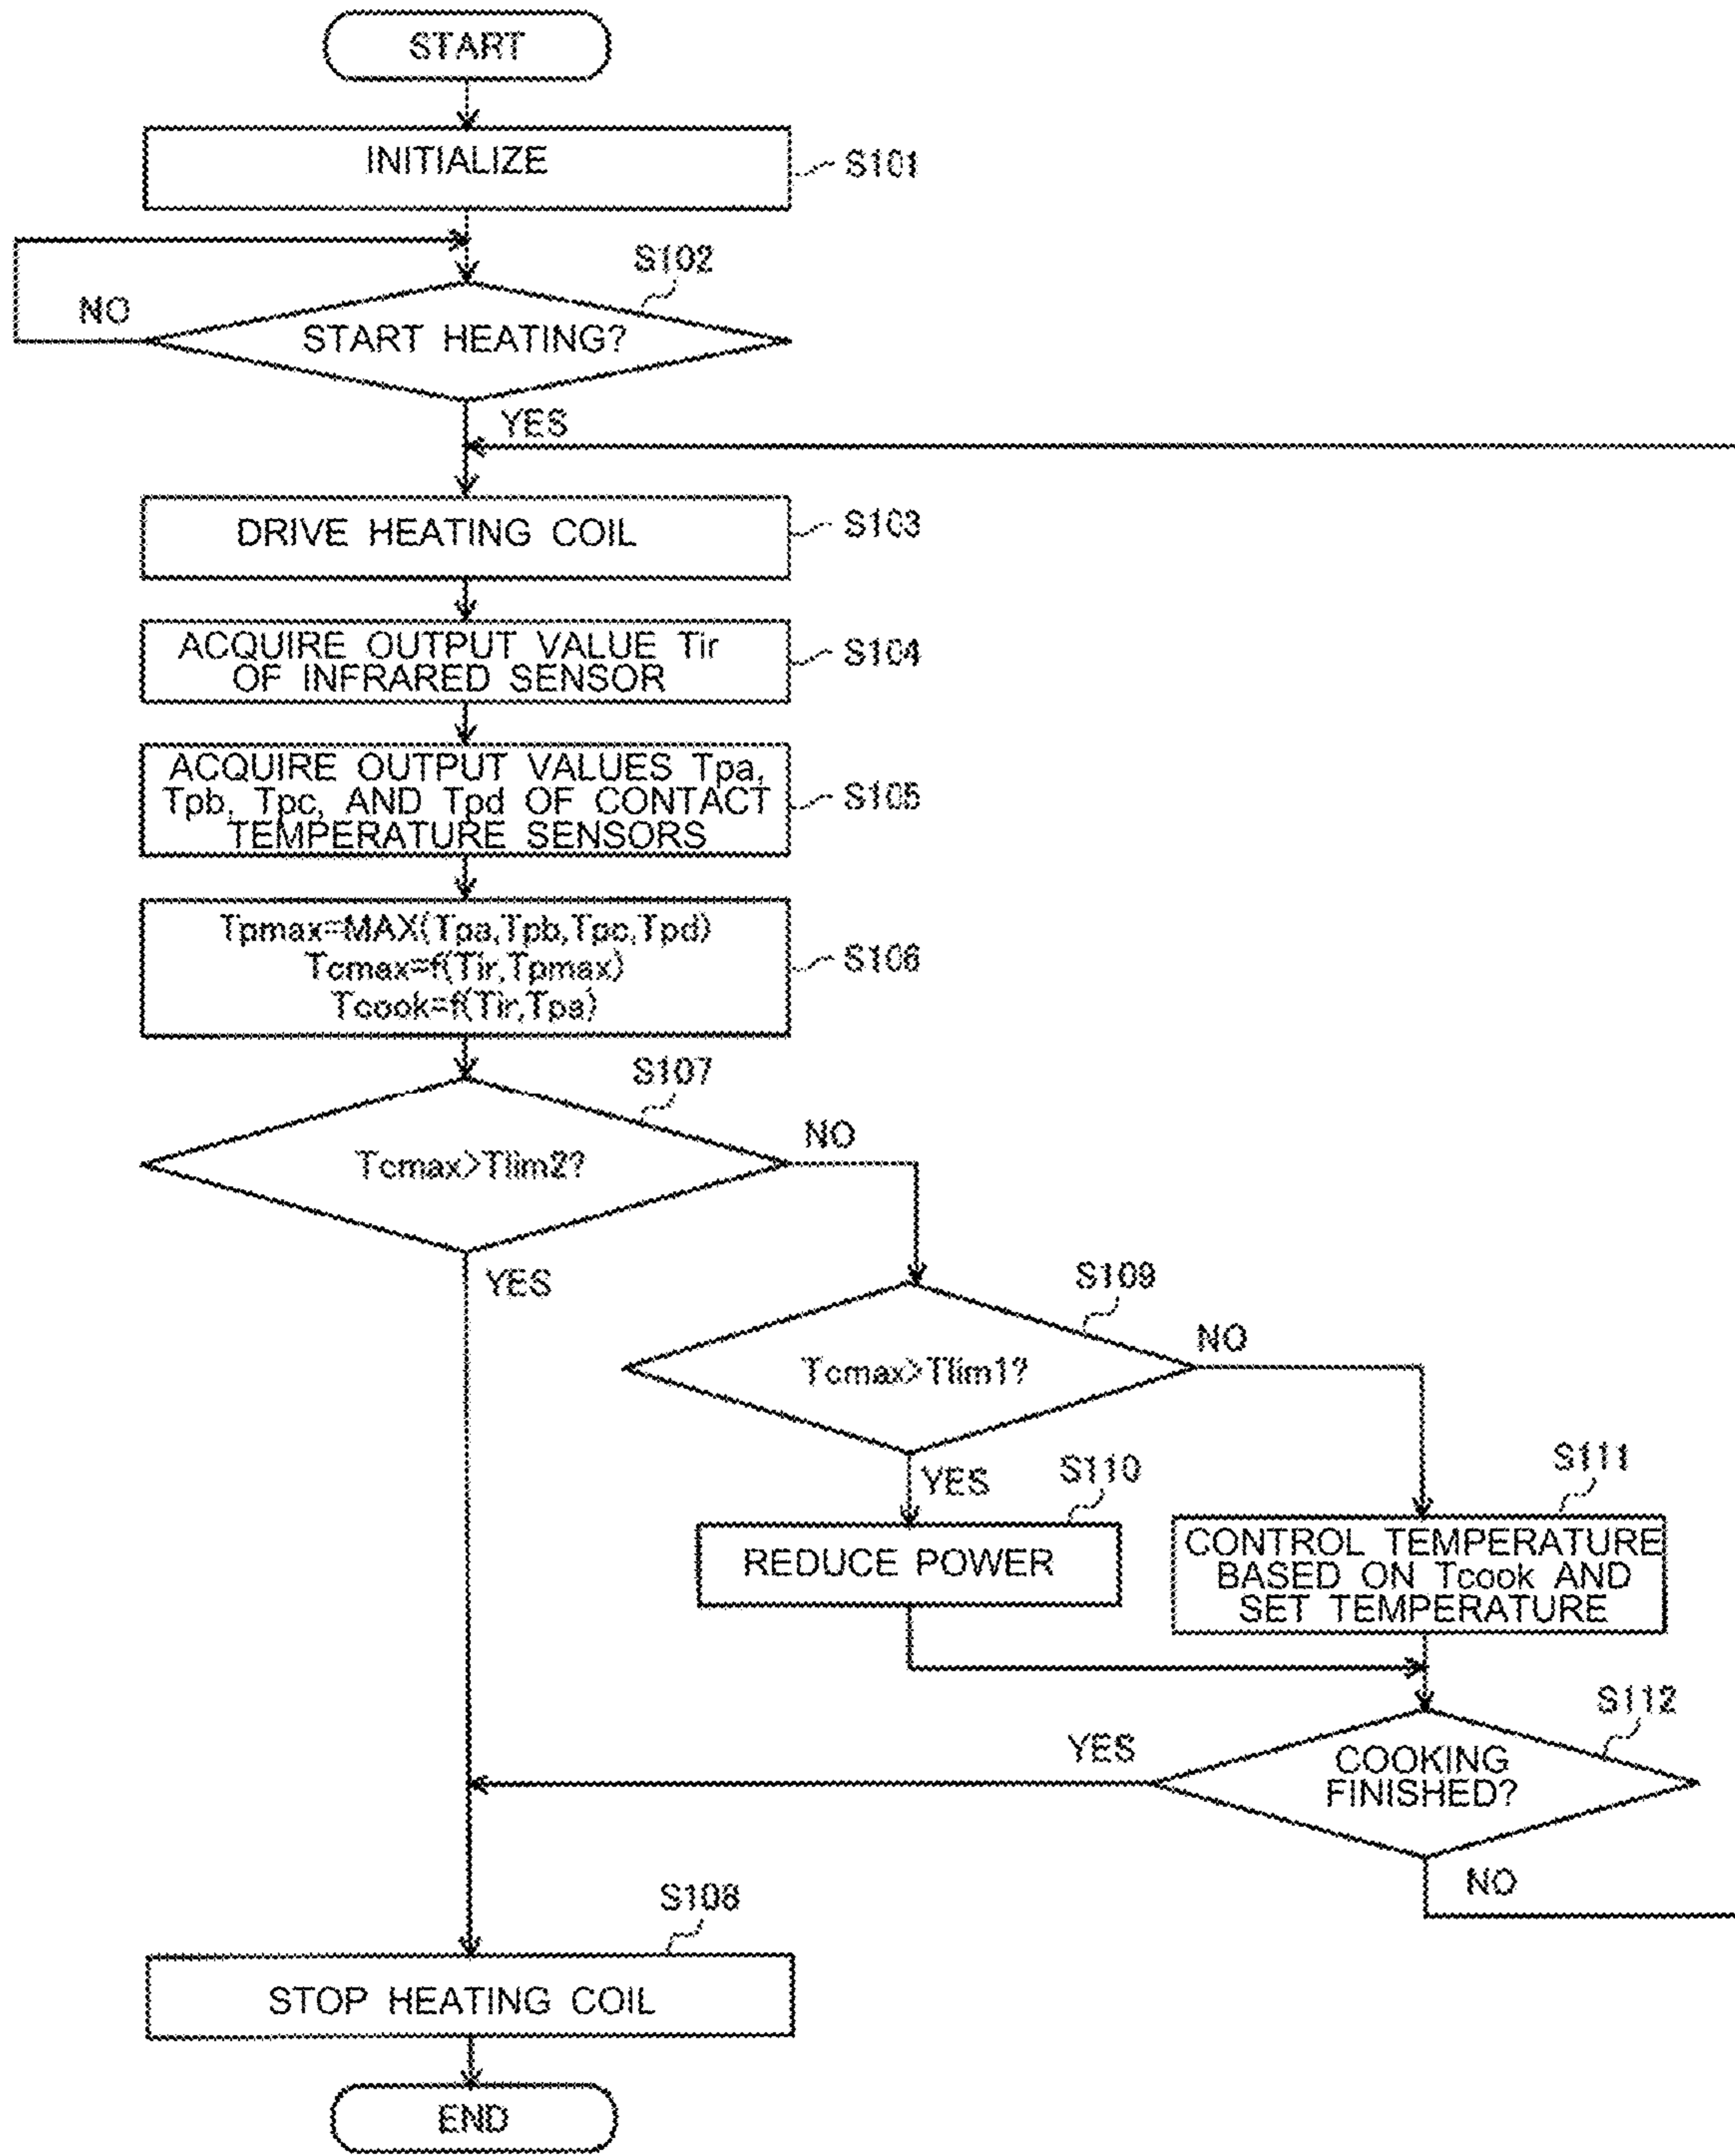 START
INITIALIZE
S101
S102
NO
START HEATING?
YES
DRIVE HEATING COIL
S103
ACQUIRE OUTPUT VALUE Tir
OF INFRARED SENSOR
S104
ACQUIRE OUTPUT VALUES Tpa,
Tpb, Tpc, AND Tpd OF CONTACT
TEMPERATURE SENSORS
S105
Tpmax=MAX(Tpa,Tpb,Tpc,Tpd)
Tcmax=f(Tir,Tpmax)
Tcook=f(Tir,Tpa)
S106
S107
NO
Tcmax>Tlim2?
YES
S109
NO
Tcmax>Tlim1?
YES
S110
S111
REDUCE POWER
CONTROL TEMPERATURE
BASED ON Tcook AND
SET TEMPERATURE
S112
YES
COOKING
FINISHED?
NO
S108
STOP HEATING COIL
END